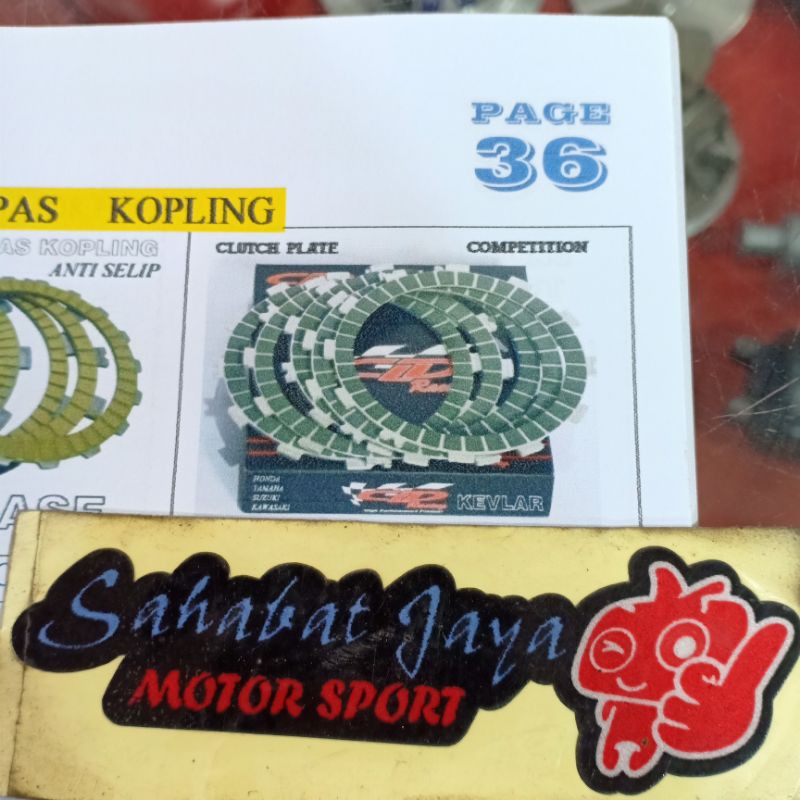 PAGE
36
PAS KOPLING
AS KOPLING
ANTI SELIP
CLUTCH PLATE COMPETITION
HONDA
YAMAHA
SUZUKI
KAWASAKI
KEVLAR
ASE
Sahabat Jaya
MOTOR SPORT